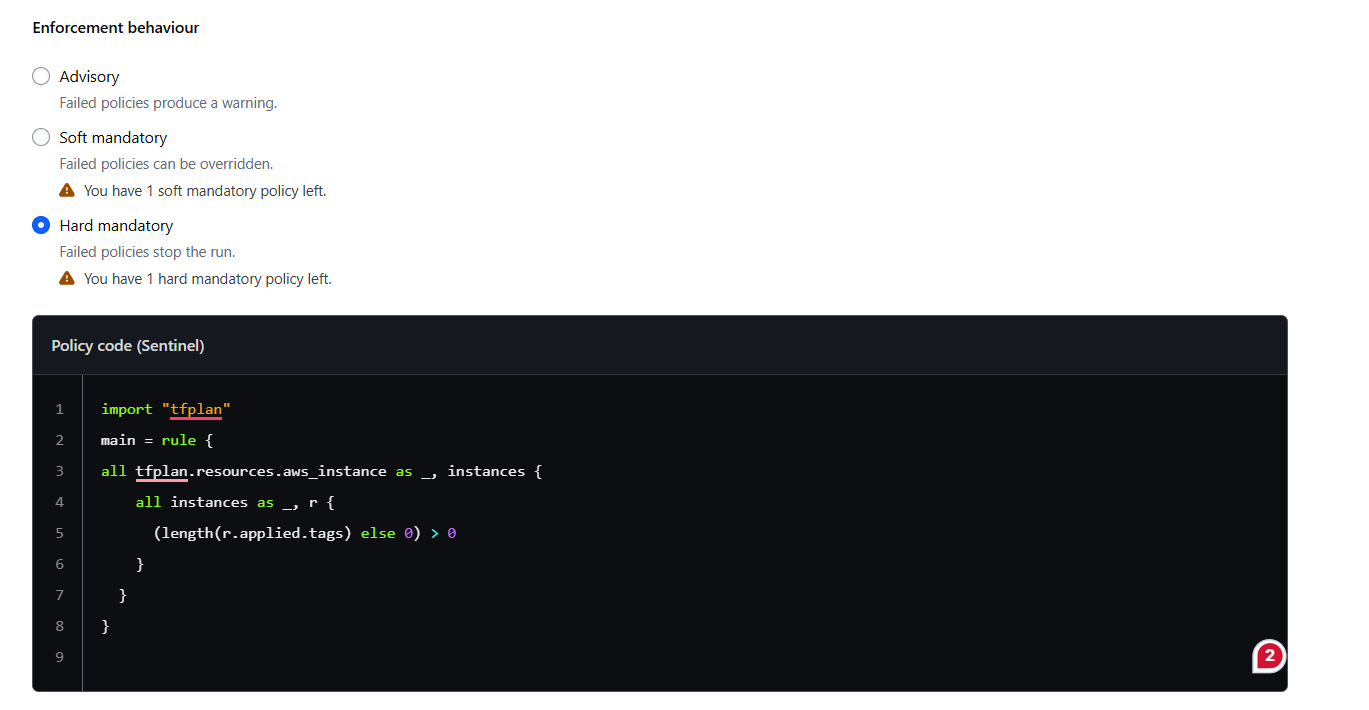 Enforcement behaviour
Advisory
Failed policies produce a warning.
Soft mandatory
Failed policies can be overridden.
You have 1 soft mandatory policy left.
Hard mandatory
Failed policies stop the run.
You have 1 hard mandatory policy left.
Policy code (Sentinel)
1 import "tfplan"
2 main = rule {
3 all tfplan.resources.aws_instance as _, instances {
4     all instances as _, r {
5       (length(r.applied.tags) else 0) > 0
6     }
7   }
8 }
9
2